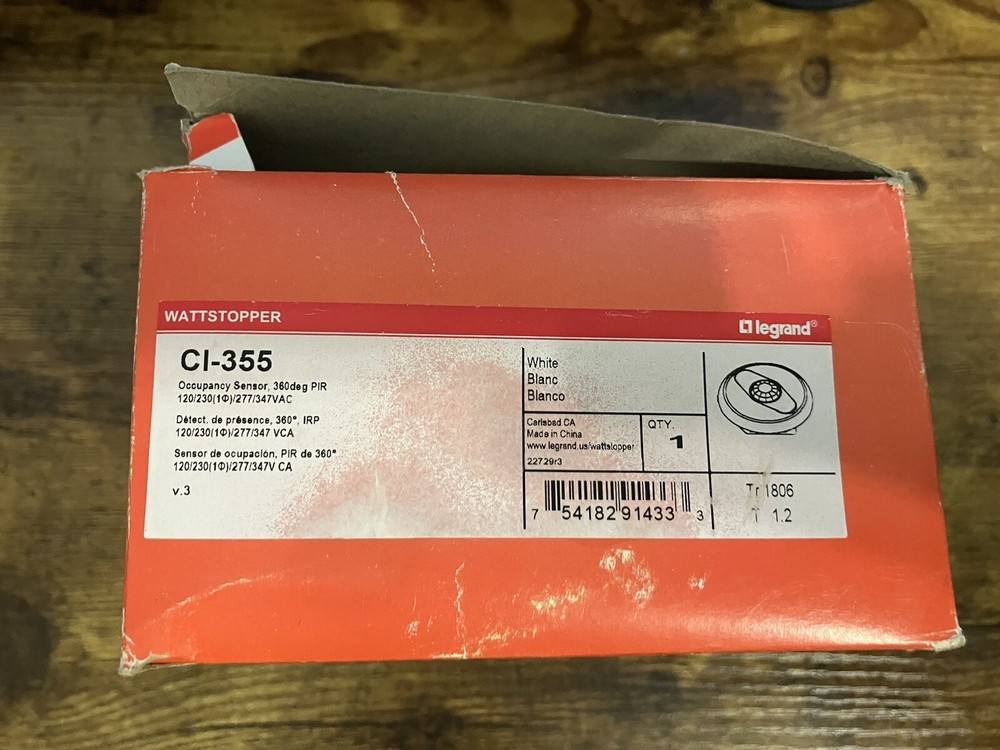 WATTSTOPPER
legrand®
CI-355
Occupancy Sensor, 360deg PIR
120/230(1Φ)/277/347VAC
Détect. de présence, 360°, IRP
120/230(1Φ)/277/347 VCA
Sensor de ocupación, PIR de 360°
120/230(1Φ)/277/347V CA
v.3
White
Blanc
Blanco
Carlsbad CA
Made in China
www.legrand.us/wattstopper
22729r3
QTY.
1
7 54182 91433 3
1806
1.2